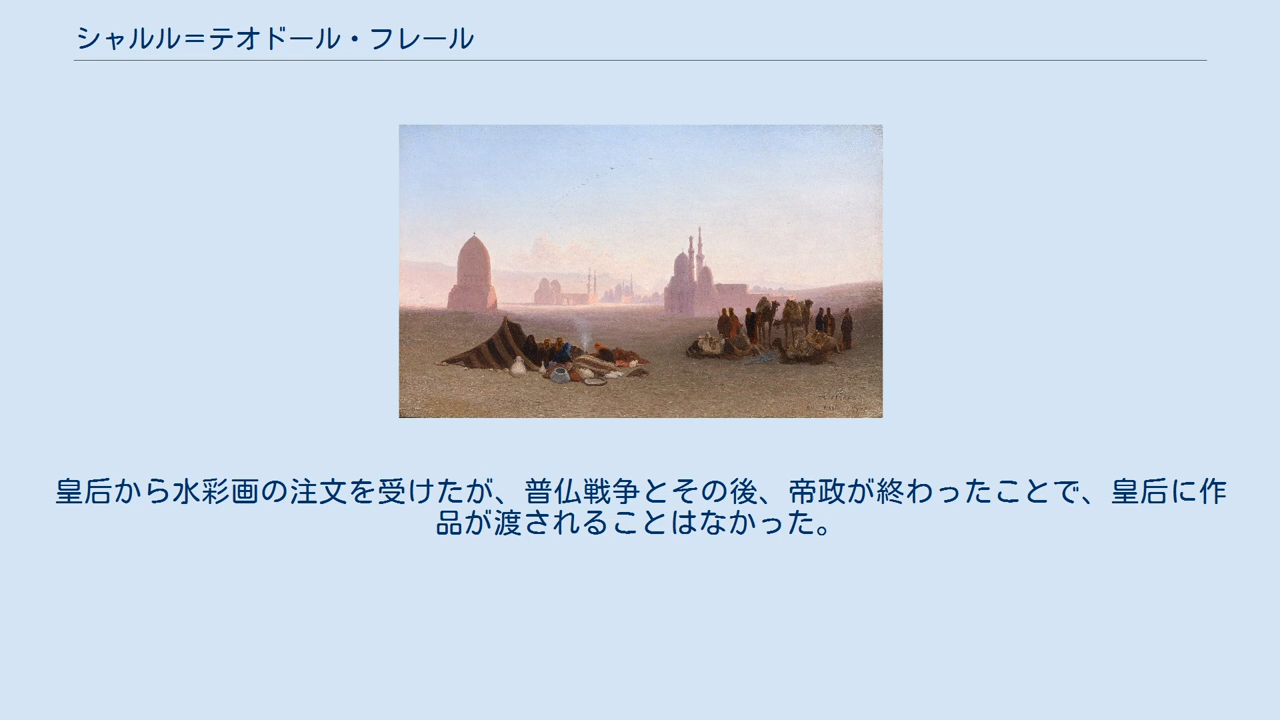 シャルル＝テオドール・フレール
皇后から水彩画の注文を受けたが、普仏戦争とその後、帝政が終わったことで、皇后に作
品が渡されることはなかった。